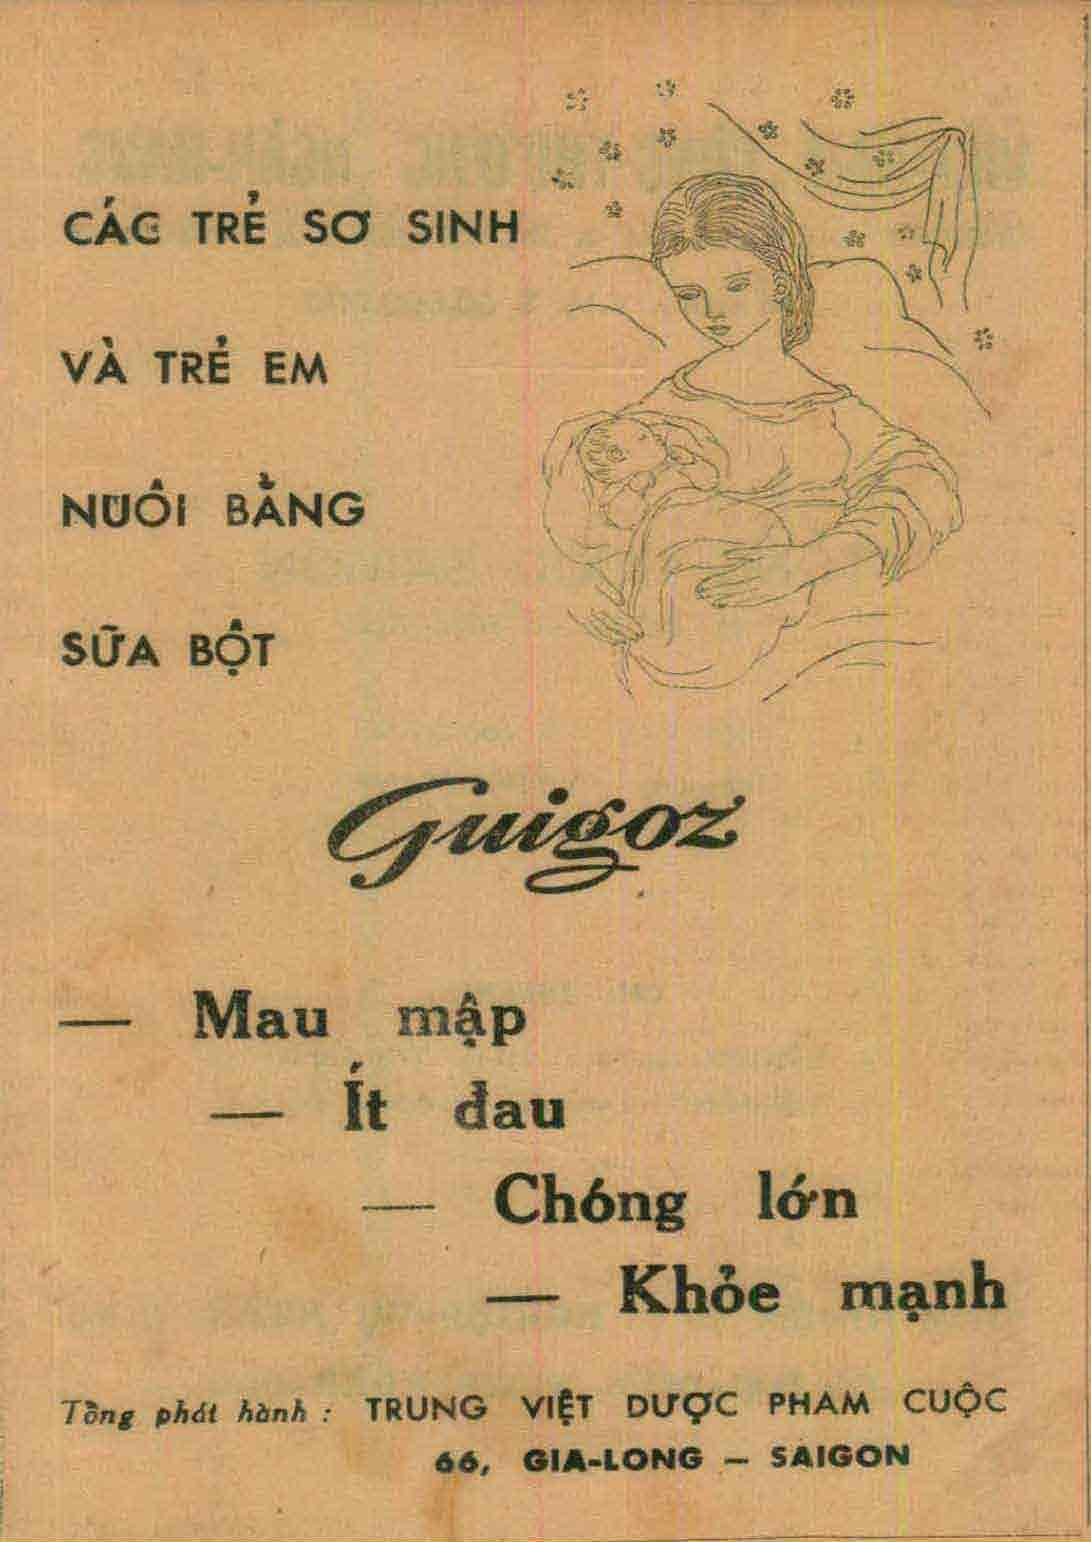 CÁC TRẺ SƠ SINH
VÀ TRẺ EM
NUÔI BẰNG
SỮA BỘT
Guigoz
— Mau mập
— Ít đau
— Chóng lớn
— Khỏe mạnh
Tổng phát hành : TRUNG VIỆT DƯỢC PHAM CUỘC
66, GIA-LONG — SAIGON